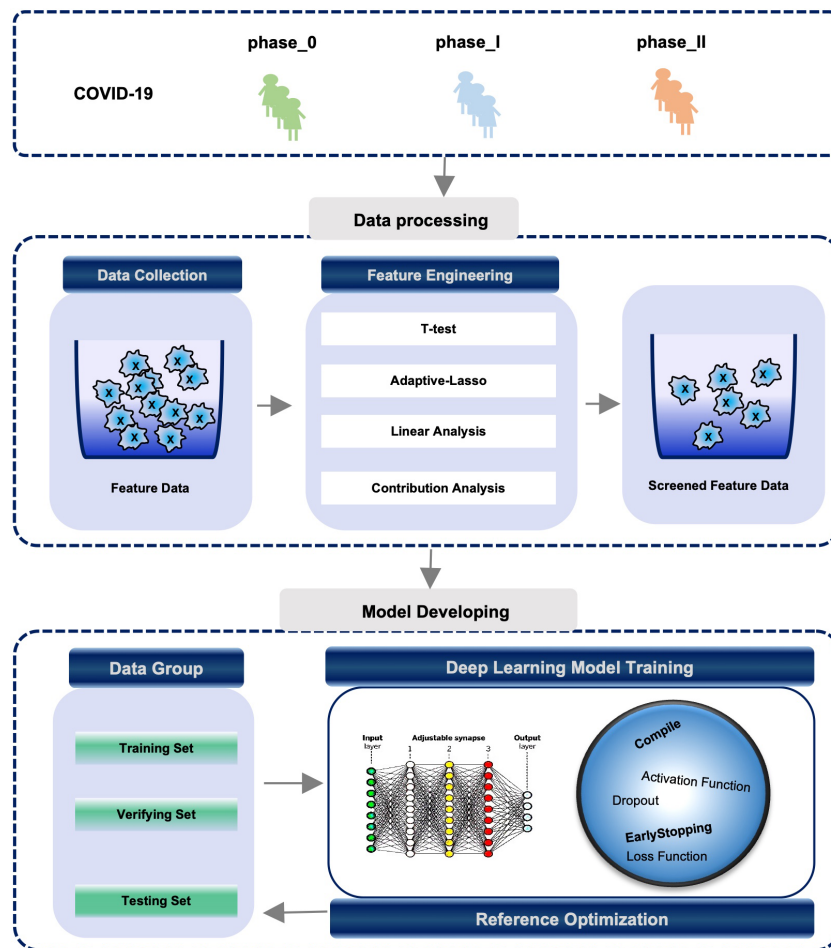 phase_0
phase_I
phase_II
COVID-19
Data processing
Data Collection
Feature Engineering
X
X
X
X
X
X
X
X
X
X
X
X
Feature Data
T-test
Adaptive-Lasso
Linear Analysis
Contribution Analysis
X
X
X
X
X
X
Screened Feature Data
Model Developing
Data Group
Training Set
Verifying Set
Testing Set
Deep Learning Model Training
Input
layer
Adjustable synapse
1 2 3
Output
layer
Compile
Activation Function
Dropout
EarlyStopping
Loss Function
Reference Optimization